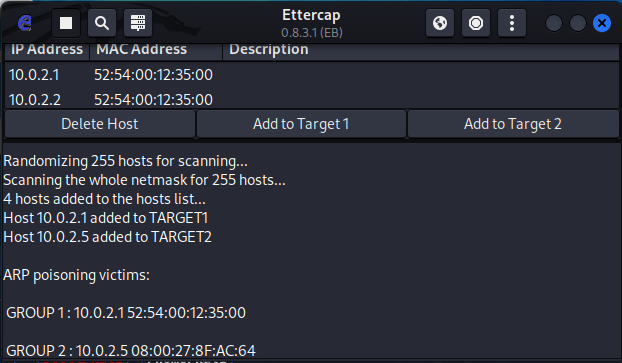 Ettercap
0.8.3.1 (EB)
IP Address MAC Address Description
10.0.2.1 52:54:00:12:35:00
10.0.2.2 52:54:00:12:35:00
Delete Host Add to Target 1 Add to Target 2
Randomizing 255 hosts for scanning...
Scanning the whole netmask for 255 hosts...
4 hosts added to the hosts list...
Host 10.0.2.1 added to TARGET1
Host 10.0.2.5 added to TARGET2
ARP poisoning victims:
GROUP 1 : 10.0.2.1 52:54:00:12:35:00
GROUP 2 : 10.0.2.5 08:00:27:8F:AC:64